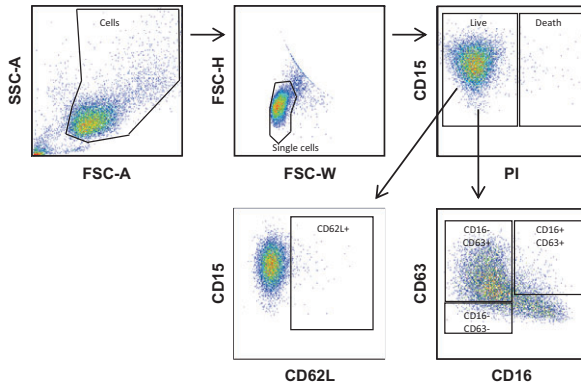 Cells
SSC-A
FSC-A
FSC-H
Single cells
FSC-W
Live
Death
CD15
PI
CD62L+
CD15
CD62L
CD16-
CD63+
CD16+
CD63+
CD16-
CD63-
CD63
CD16